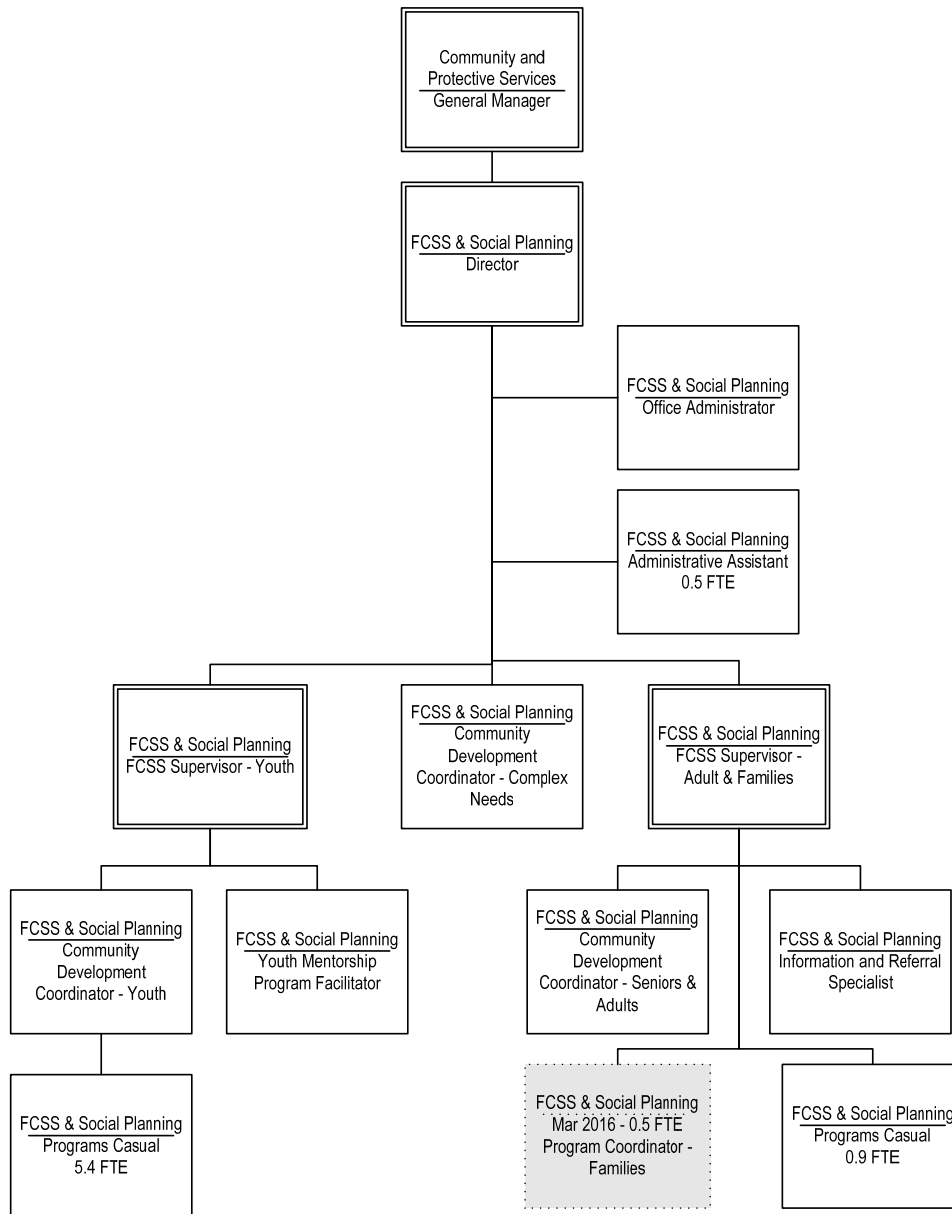 Community and
Protective Services
General Manager
FCSS & Social Planning
Director
FCSS & Social Planning
Office Administrator
FCSS & Social Planning
Administrative Assistant
0.5 FTE
FCSS & Social Planning
FCSS Supervisor - Youth
FCSS & Social Planning
Community
Development
Coordinator - Complex
Needs
FCSS & Social Planning
FCSS Supervisor -
Adult & Families
FCSS & Social Planning
Community
Development
Coordinator - Youth
FCSS & Social Planning
Youth Mentorship
Program Facilitator
FCSS & Social Planning
Community
Development
Coordinator - Seniors &
Adults
FCSS & Social Planning
Information and Referral
Specialist
FCSS & Social Planning
Programs Casual
5.4 FTE
FCSS & Social Planning
Mar 2016 - 0.5 FTE
Program Coordinator -
Families
FCSS & Social Planning
Programs Casual
0.9 FTE